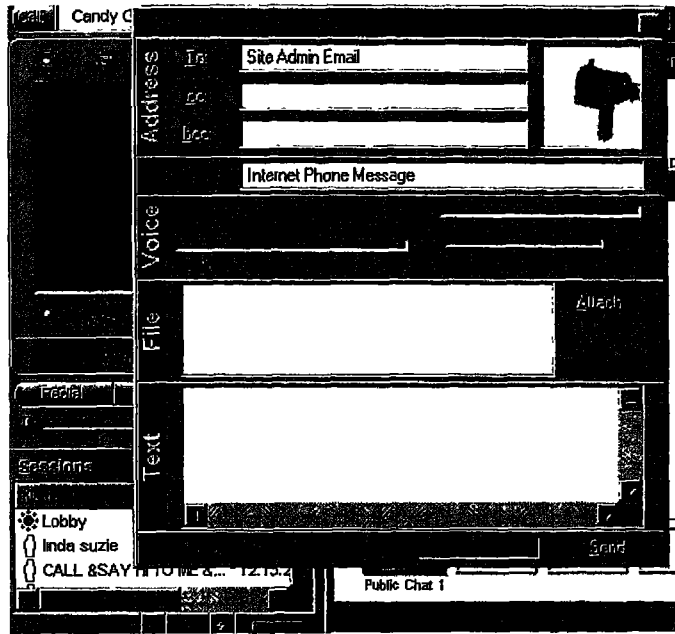 Candy C
To:
Site Admin Email
cc:
bcc:
Address
Internet Phone Message
Voice
File
Attach
Redial
Text
Sessions
Lobby
linda suzie
CALL &SAY HI TO ME &...
Send
Public Chat 1